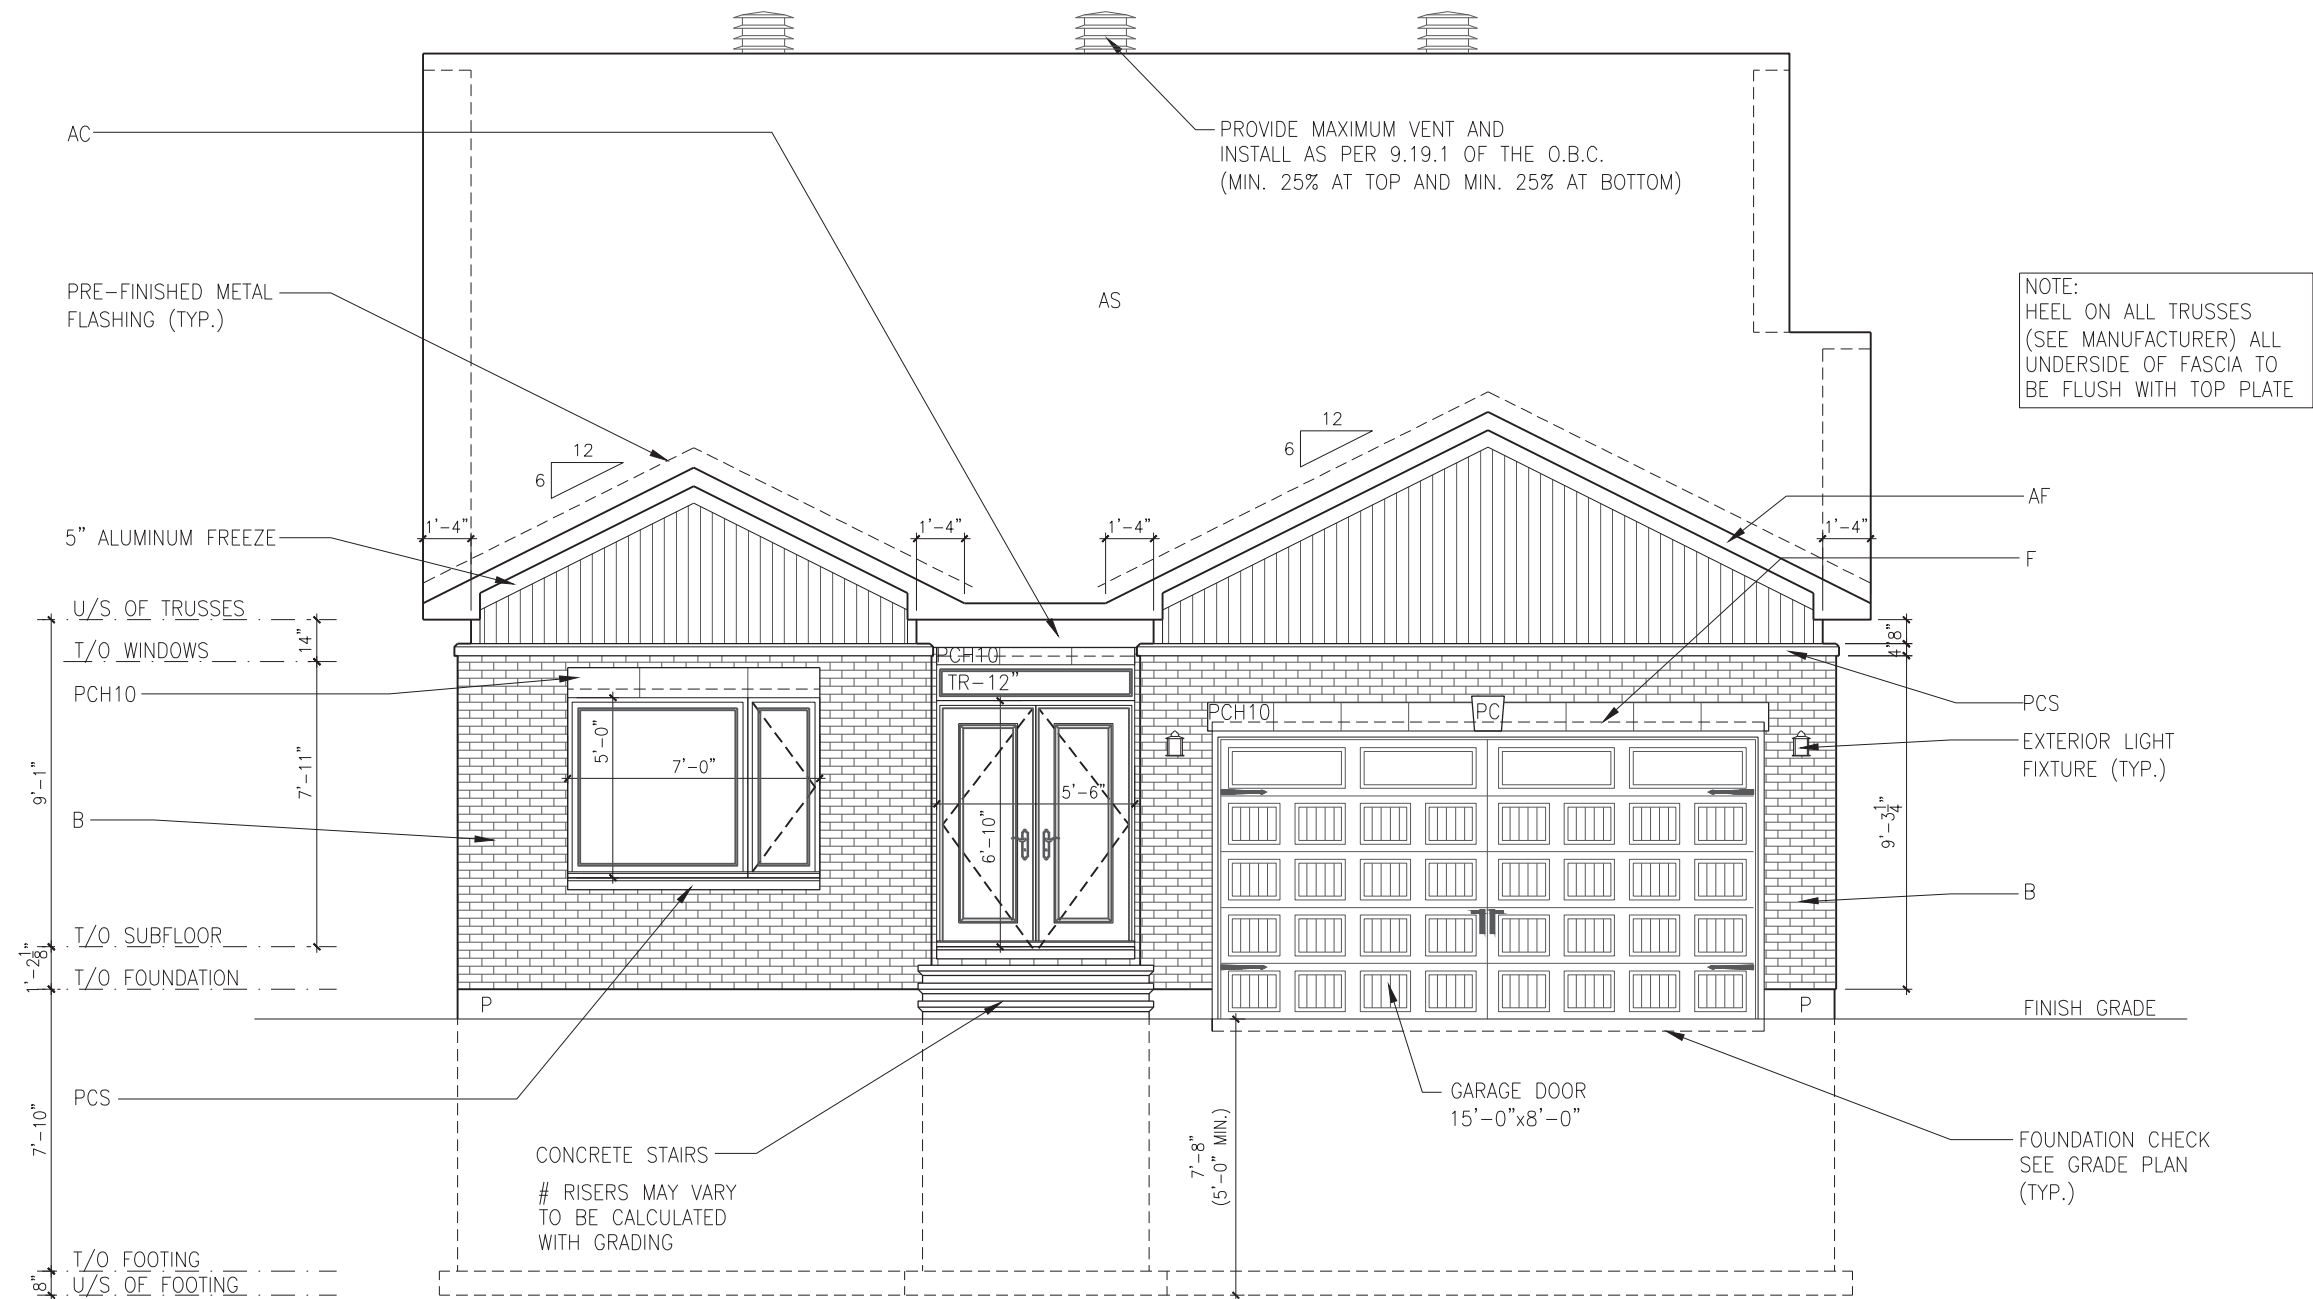 AC
PROVIDE MAXIMUM VENT AND
INSTALL AS PER 9.19.1 OF THE O.B.C.
(MIN. 25% AT TOP AND MIN. 25% AT BOTTOM)
PRE-FINISHED METAL
FLASHING (TYP.)
AS
NOTE:
HEEL ON ALL TRUSSES
(SEE MANUFACTURER) ALL
UNDERSIDE OF FASCIA TO
BE FLUSH WITH TOP PLATE
12
6
12
6
AF
5" ALUMINUM FREEZE
1'-4"
1'-4"
1'-4"
1'-4"
F
U/S OF TRUSSES
14"
8"
4"
T/O WINDOWS
PCH10
PCH10
TR-12"
PCH10
PC
PCS
EXTERIOR LIGHT
FIXTURE (TYP.)
9'-1"
7'-11"
5'-0"
7'-0"
5'-6"
6'-10"
9'-3 1/4"
B
B
T/O SUBFLOOR
1'-2 1/8"
T/O FOUNDATION
P
P
FINISH GRADE
PCS
GARAGE DOOR
15'-0"x8'-0"
7'-10"
7'-8"
(5'-0" MIN.)
CONCRETE STAIRS
# RISERS MAY VARY
TO BE CALCULATED
WITH GRADING
FOUNDATION CHECK
SEE GRADE PLAN
(TYP.)
T/O FOOTING
8"
U/S OF FOOTING